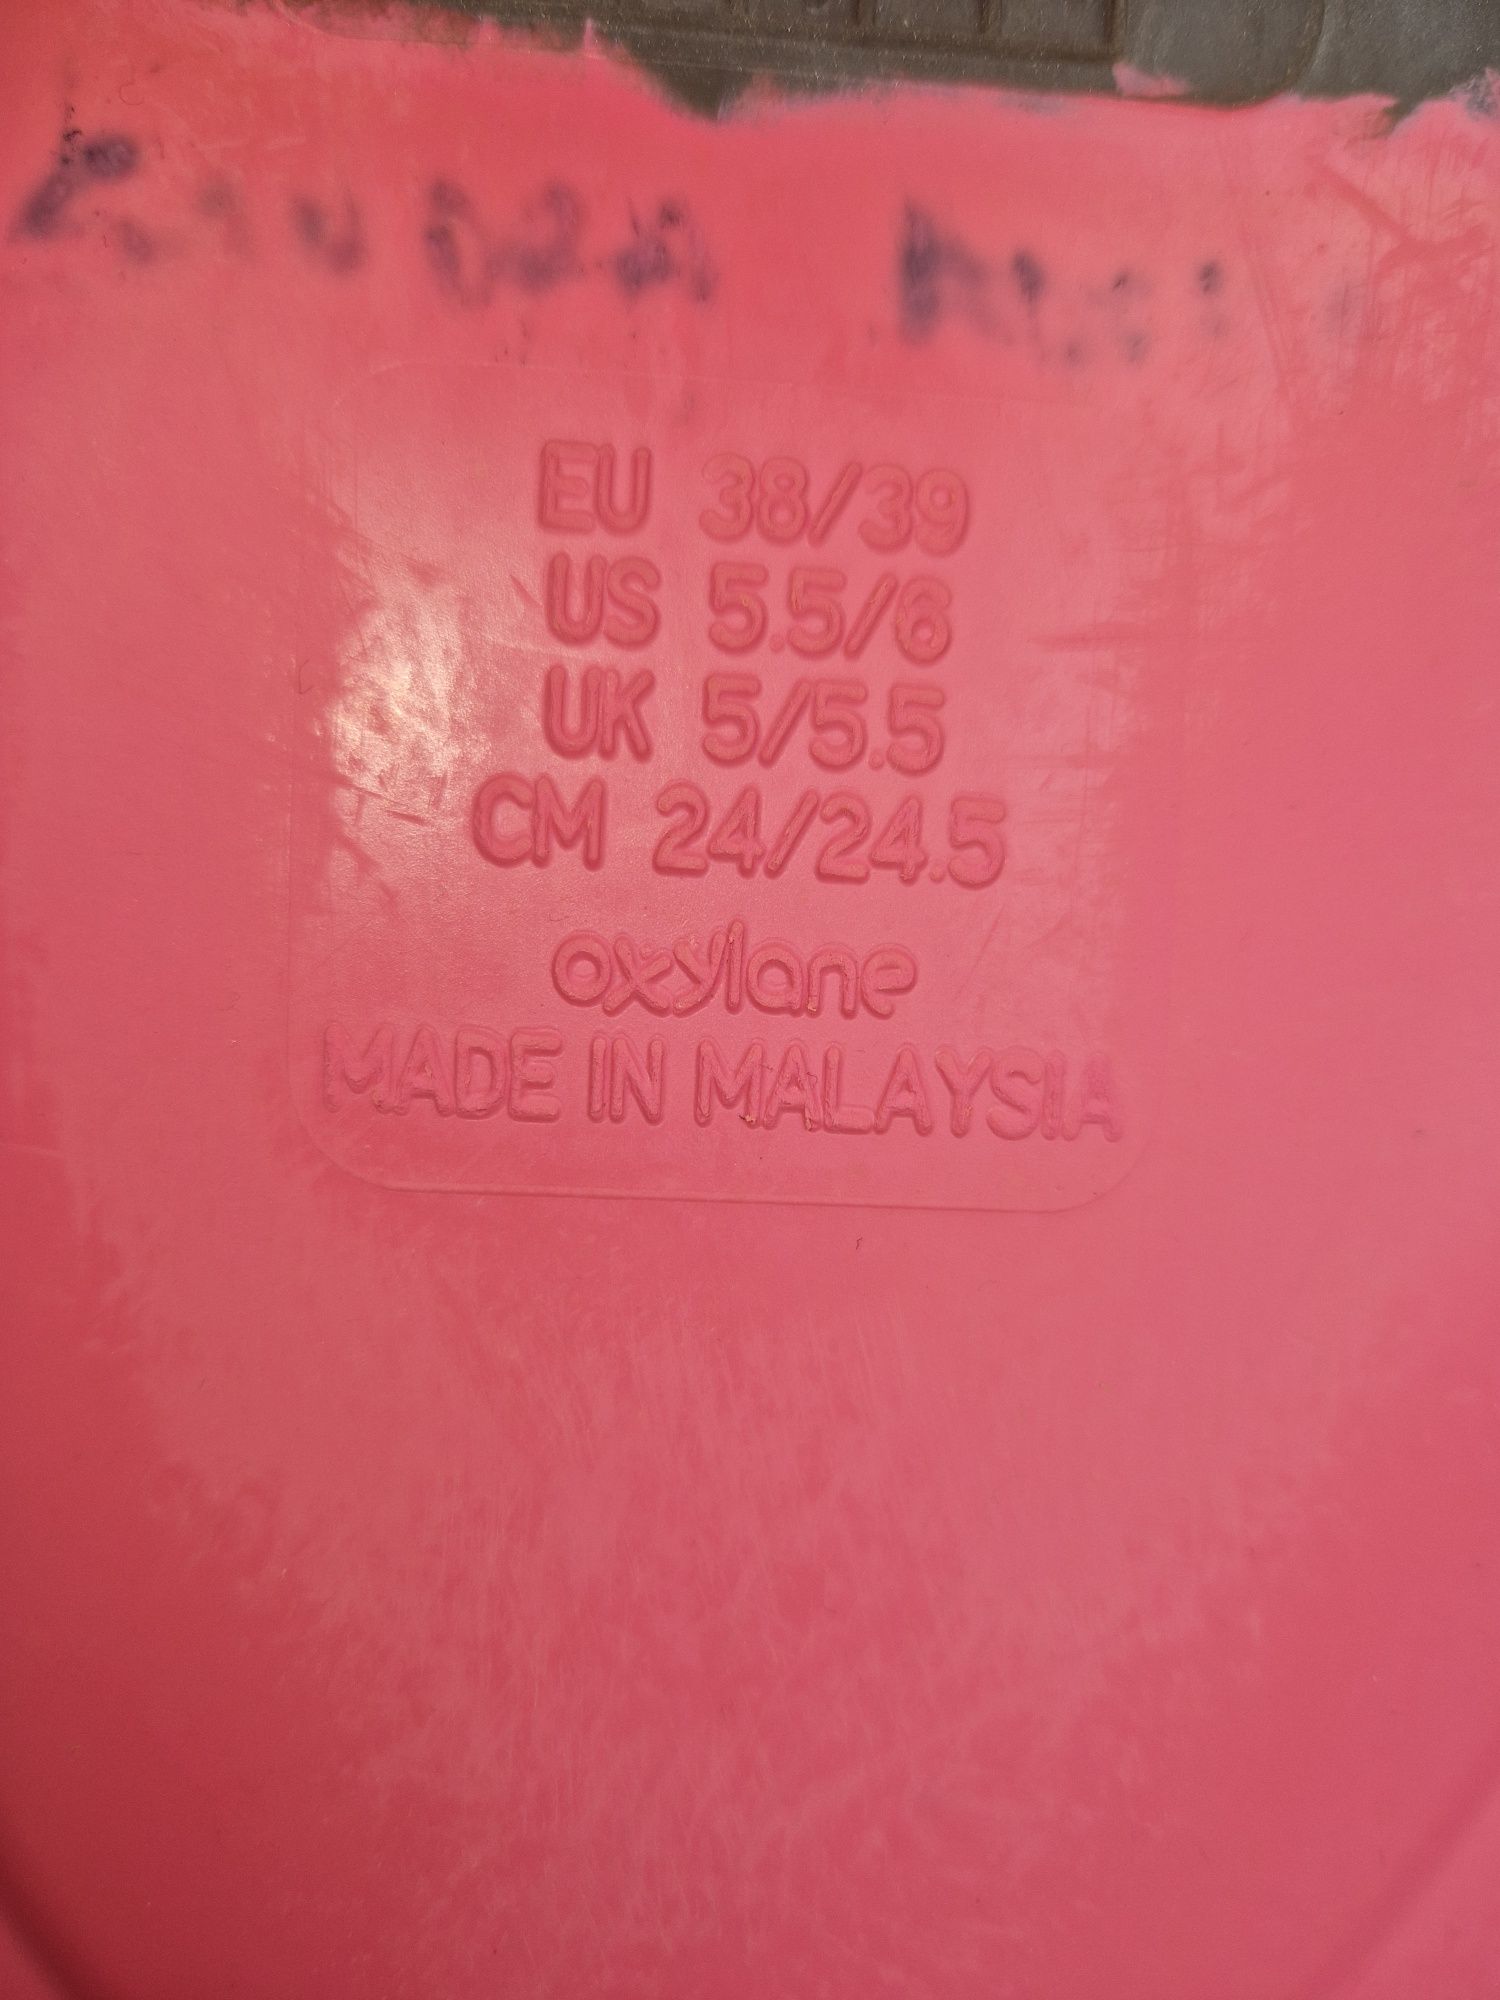 EU 38/39
US 5.5/6
UK 5/5.5
CM 24/24.5
oxylane
MADE IN MALAYSIA